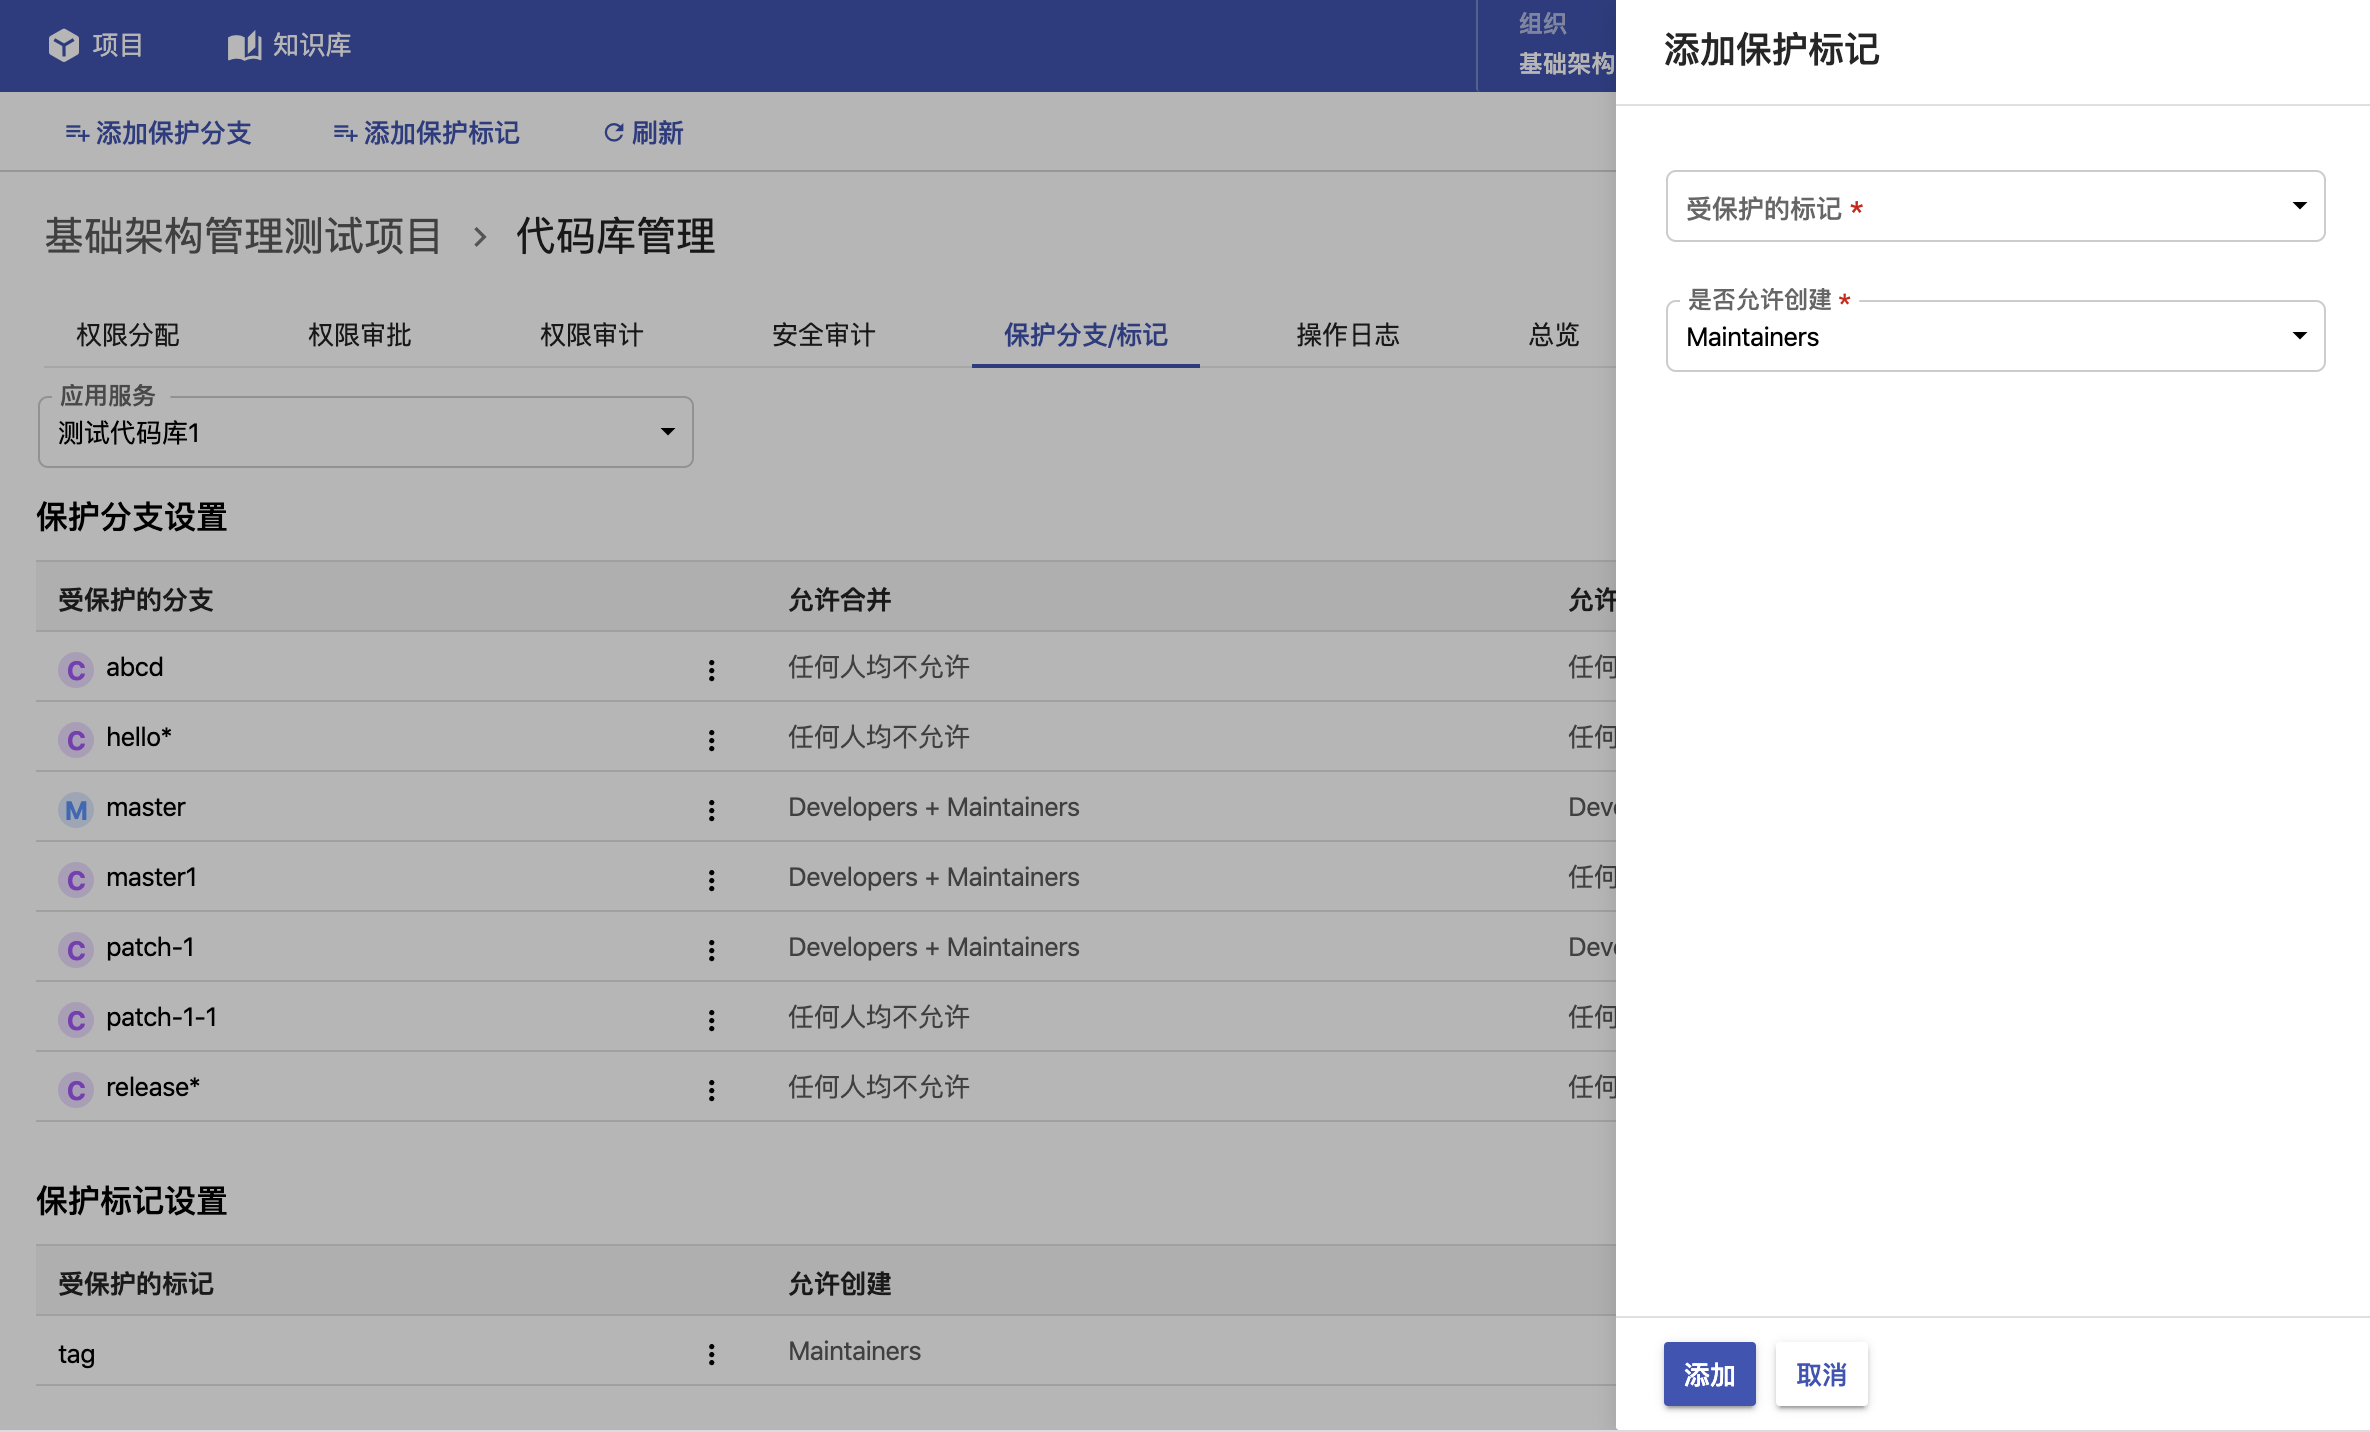 项目
知识库
组织
基础架构
添加保护分支
添加保护标记
刷新
基础架构管理测试项目 › 代码库管理
权限分配
权限审批
权限审计
安全审计
保护分支/标记
操作日志
总览
应用服务
测试代码库1
保护分支设置
受保护的分支 允许合并 允许
C abcd 任何人均不允许 任何
C hello* 任何人均不允许 任何
M master Developers + Maintainers Dev
C master1 Developers + Maintainers 任何
C patch-1 Developers + Maintainers Dev
C patch-1-1 任何人均不允许 任何
C release* 任何人均不允许 任何
保护标记设置
受保护的标记 允许创建
tag Maintainers
添加保护标记
受保护的标记 *
是否允许创建 *
Maintainers
添加
取消